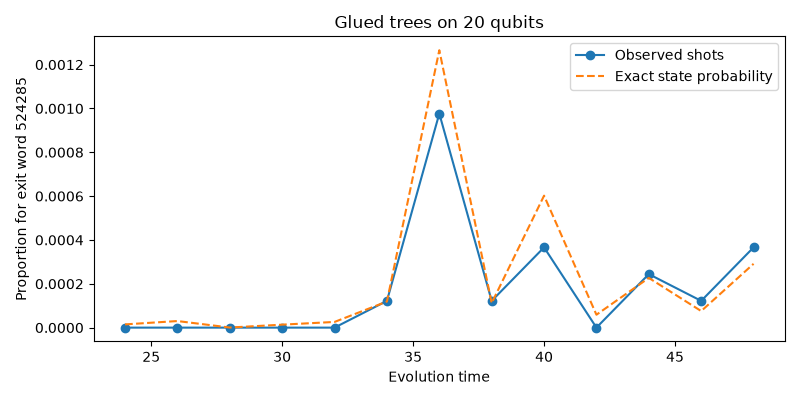 Glued trees on 20 qubits
Observed shots
Exact state probability
Proportion for exit word 524285
0.0012
0.0010
0.0008
0.0006
0.0004
0.0002
0.0000
25 30 35 40 45
Evolution time